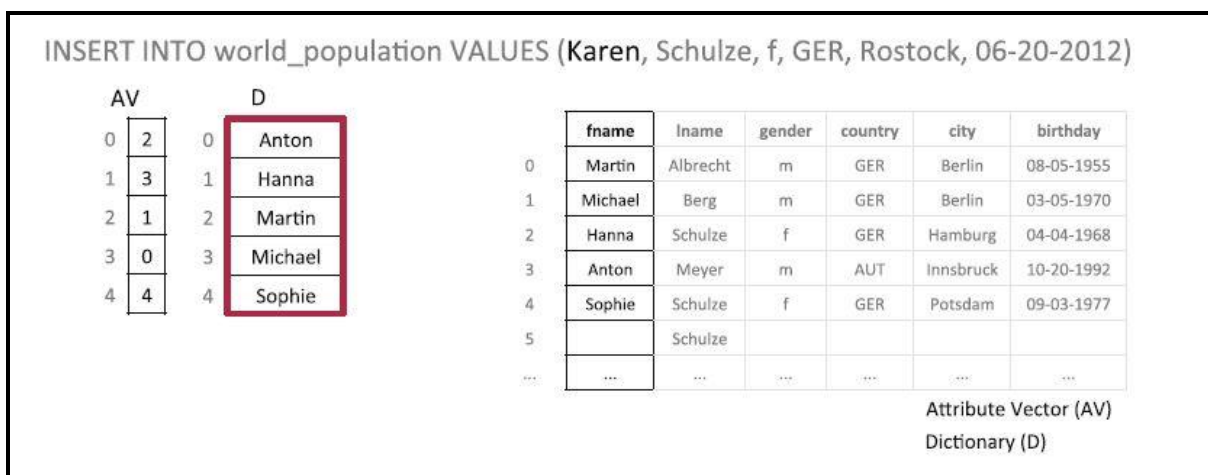 INSERT INTO world_population VALUES (Karen, Schulze, f, GER, Rostock, 06-20-2012)
AV D
0 2 0 Anton
1 3 1 Hanna
2 1 2 Martin
3 0 3 Michael
4 4 4 Sophie
fname lname gender country city birthday
0 Martin Albrecht m GER Berlin 08-05-1955
1 Michael Berg m GER Berlin 03-05-1970
2 Hanna Schulze f GER Hamburg 04-04-1968
3 Anton Meyer m AUT Innsbruck 10-20-1992
4 Sophie Schulze f GER Potsdam 09-03-1977
5 Schulze
... ... ... ... ... ... ...
Attribute Vector (AV)
Dictionary (D)